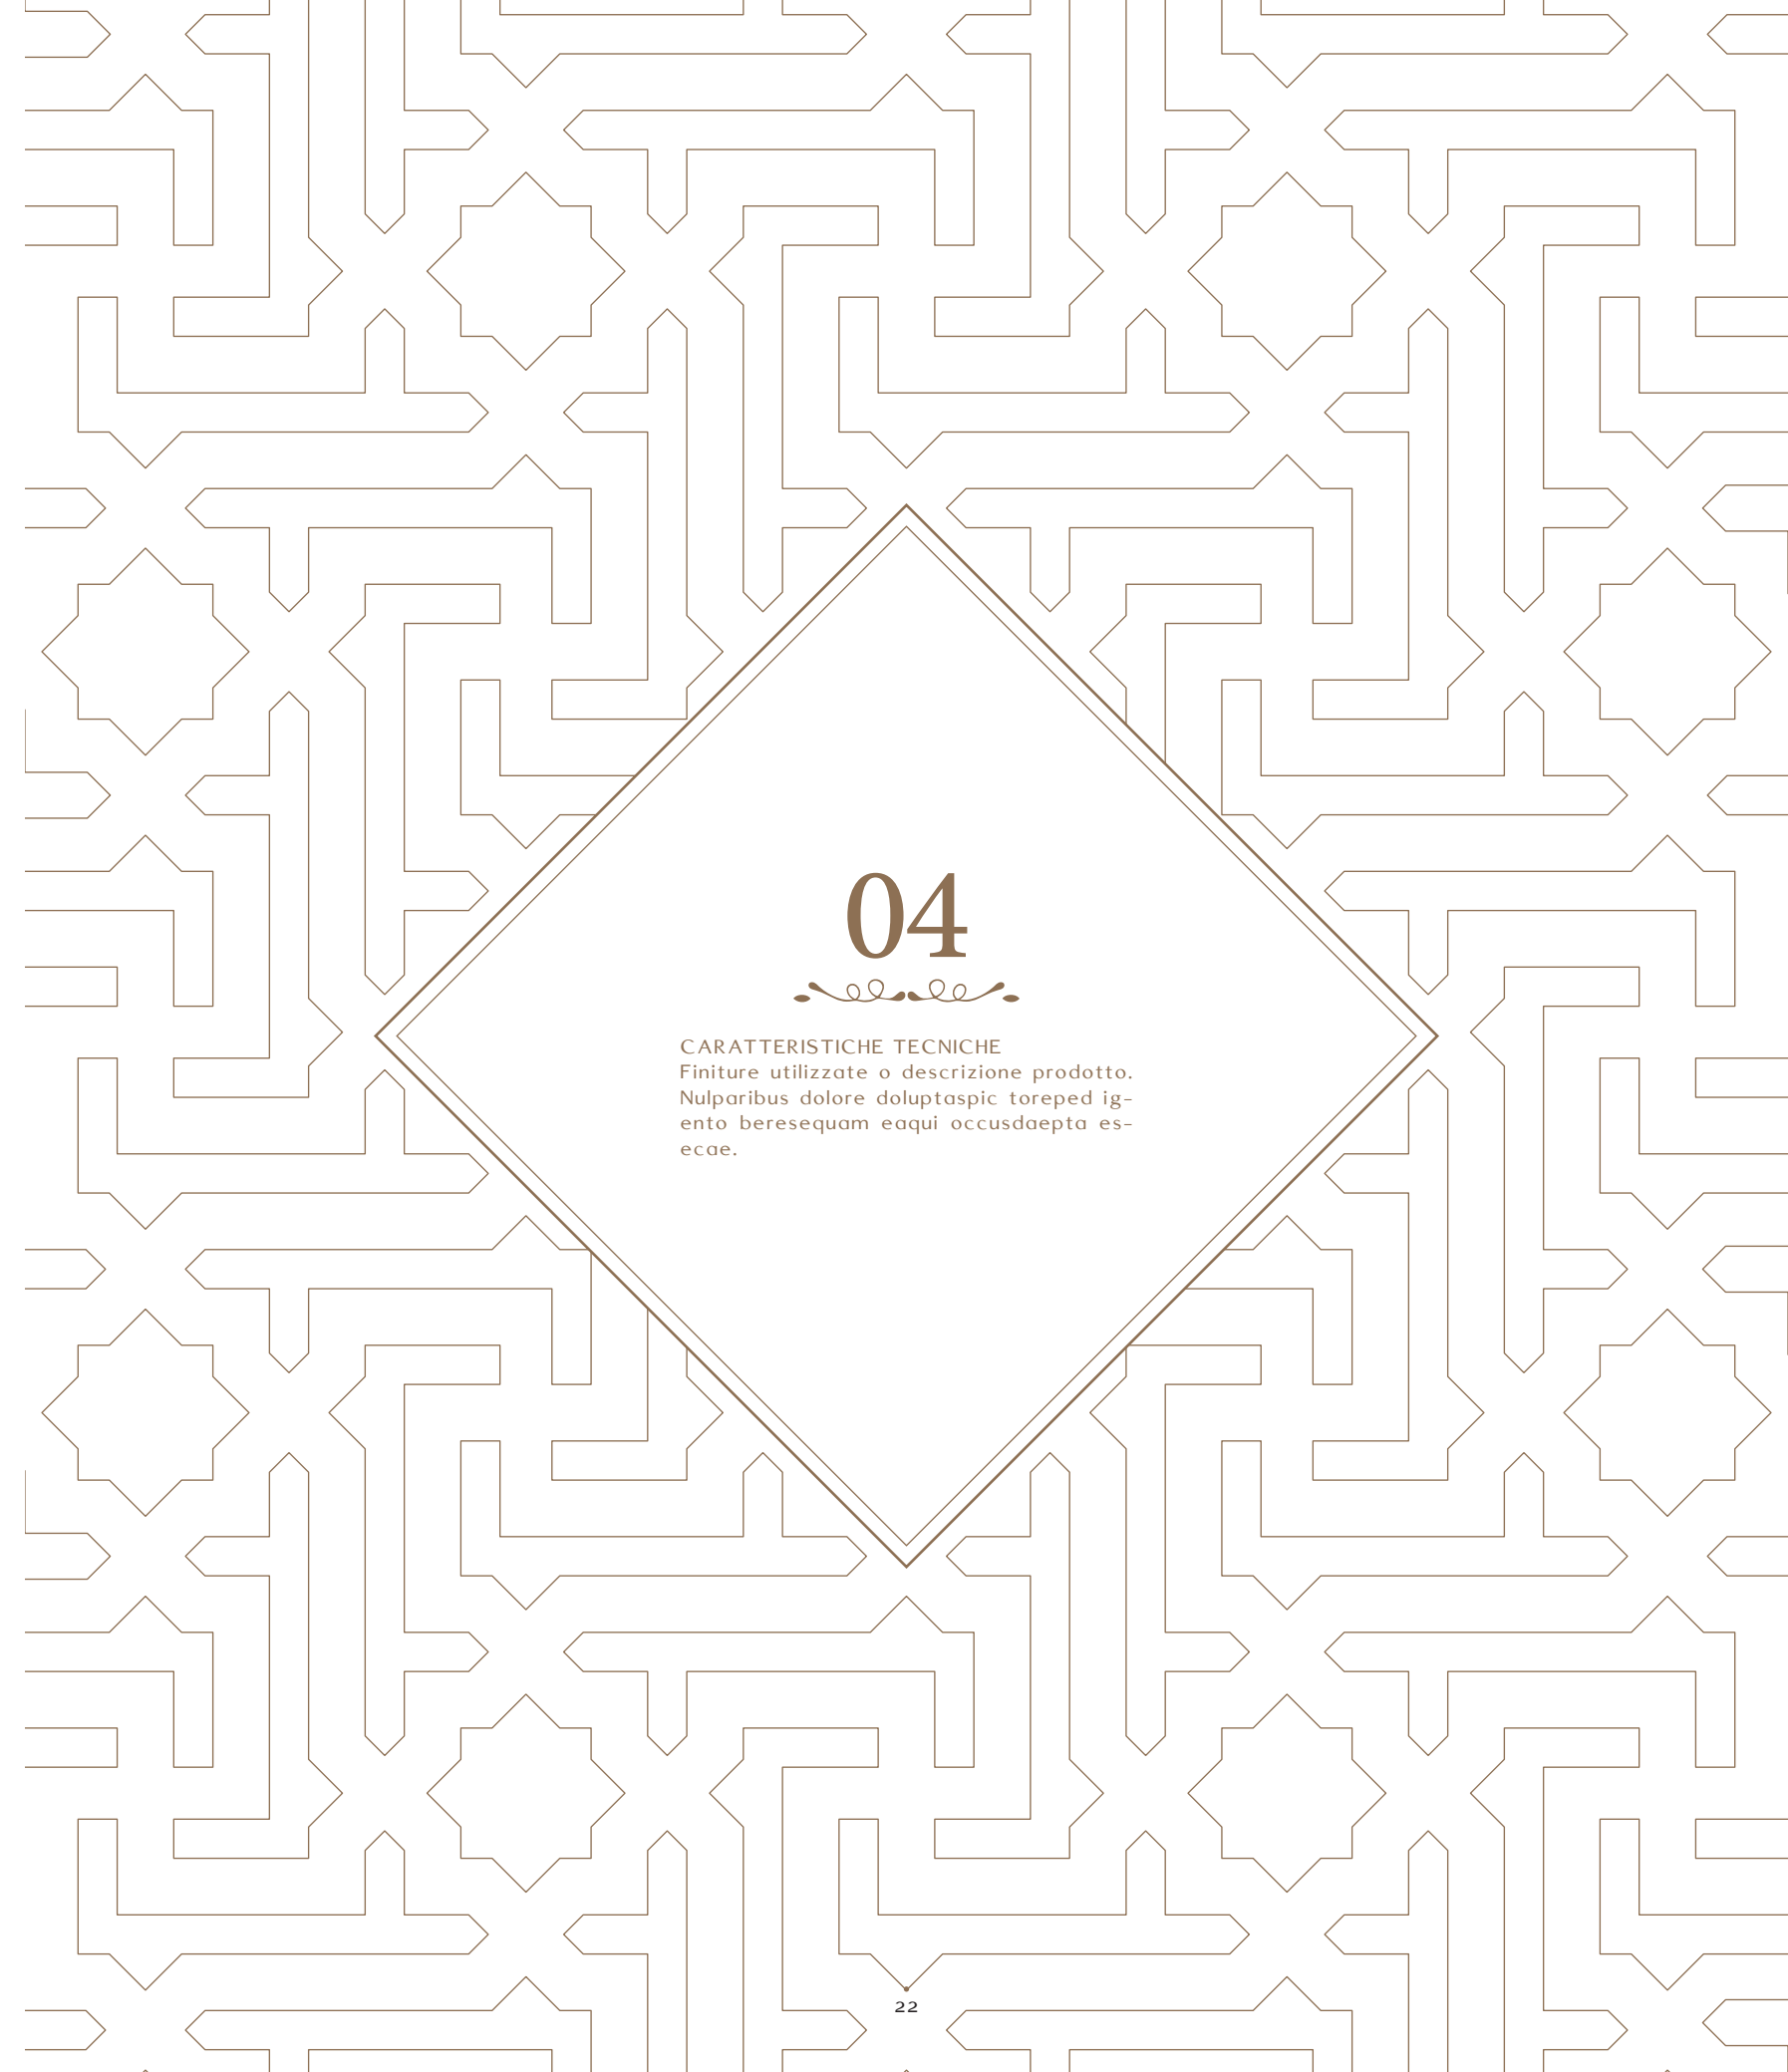 04
CARATTERISTICHE TECNICHE
Finiture utilizzate o descrizione prodotto.
Nulparibus dolore doluptaspic toreped ig-
ento beresequam eaqui occusdaepta es-
ecae.
22